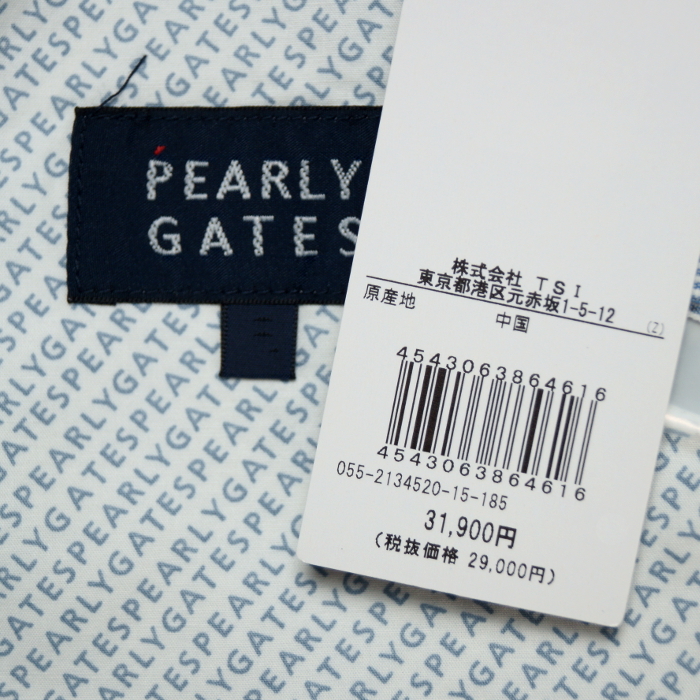 PEARLY
GATES
株式会社 TSI
東京都港区元赤坂1-5-12
原産地
中国
(Z)
4543063864616
4543063864616
055-2134520-15-185
31,900円
(税抜価格 29,000円)